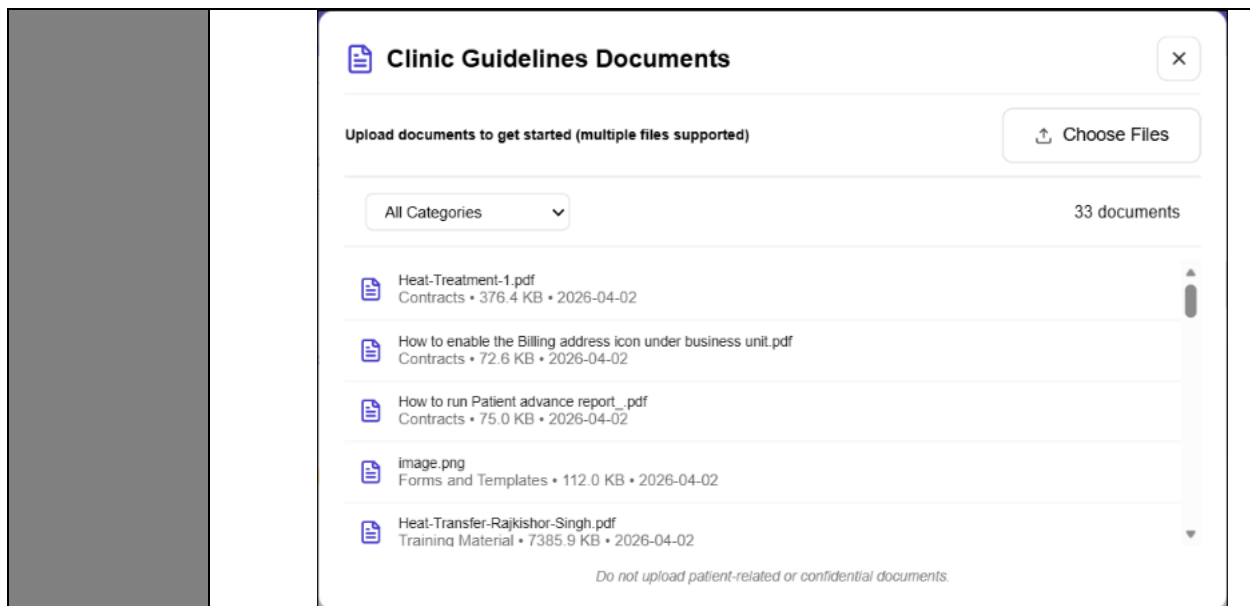 Clinic Guidelines Documents
Upload documents to get started (multiple files supported)
Choose Files
All Categories
33 documents
Heat-Treatment-1.pdf
Contracts • 376.4 KB • 2026-04-02
How to enable the Billing address icon under business unit.pdf
Contracts • 72.6 KB • 2026-04-02
How to run Patient advance report_.pdf
Contracts • 75.0 KB • 2026-04-02
image.png
Forms and Templates • 112.0 KB • 2026-04-02
Heat-Transfer-Rajkishor-Singh.pdf
Training Material • 7385.9 KB • 2026-04-02
Do not upload patient-related or confidential documents.